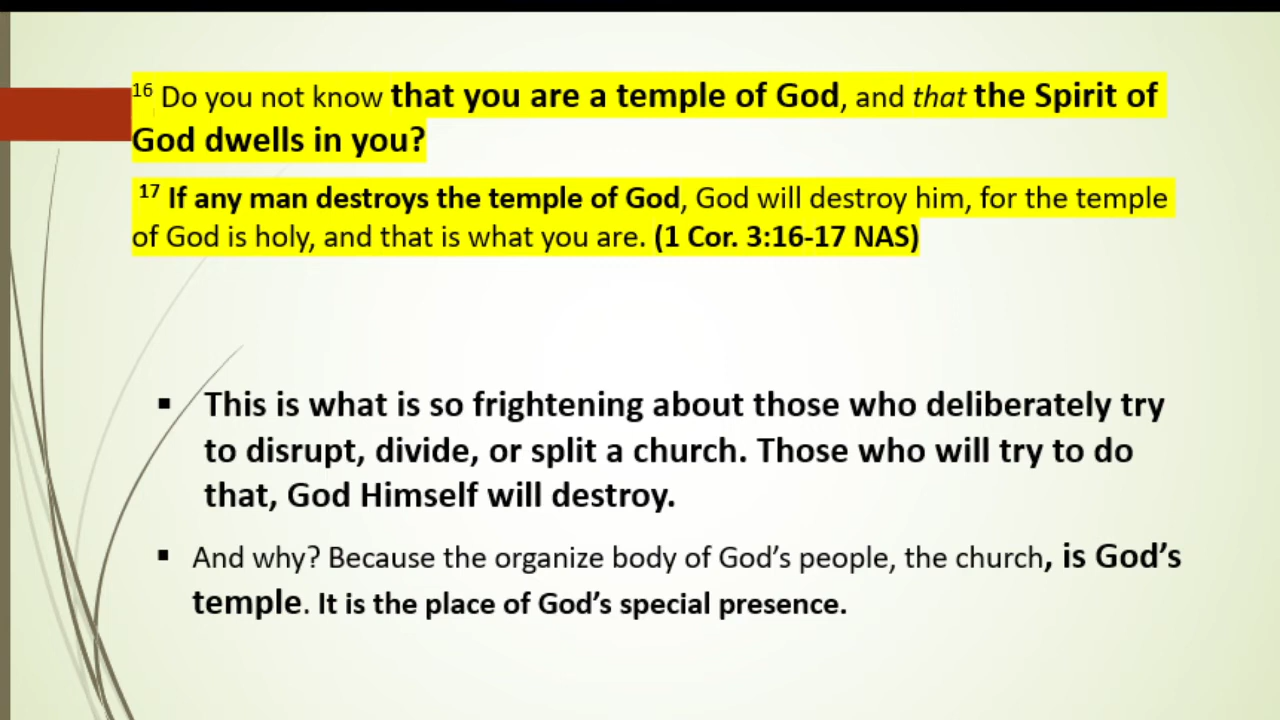 16 Do you not know that you are a temple of God, and that the Spirit of
God dwells in you?
17 If any man destroys the temple of God, God will destroy him, for the temple
of God is holy, and that is what you are. (1 Cor. 3:16-17 NAS)
▪ This is what is so frightening about those who deliberately try
to disrupt, divide, or split a church. Those who will try to do
that, God Himself will destroy.
▪ And why? Because the organize body of God’s people, the church, is God’s
temple. It is the place of God’s special presence.